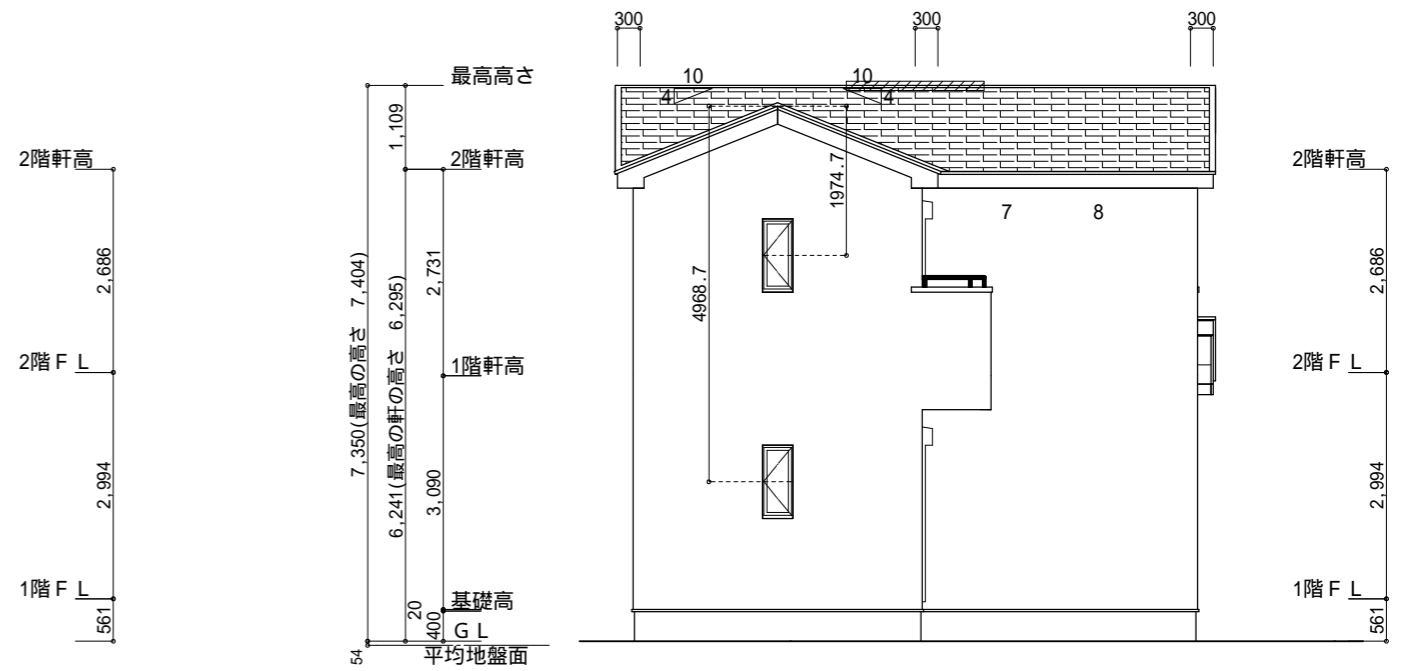 300
300
300
最高高さ
10
4
10
4
1,109
2階軒高
2階軒高
2階軒高
1974.7
7
8
2,686
7,350(最高の高さ 7,404)
6,241(最高の軒の高さ 6,295)
2,731
4968.7
2,686
2階ＦＬ
1階軒高
2階ＦＬ
2,994
3,090
2,994
1階ＦＬ
基礎高
1階ＦＬ
561
20
400
ＧＬ
561
54
平均地盤面